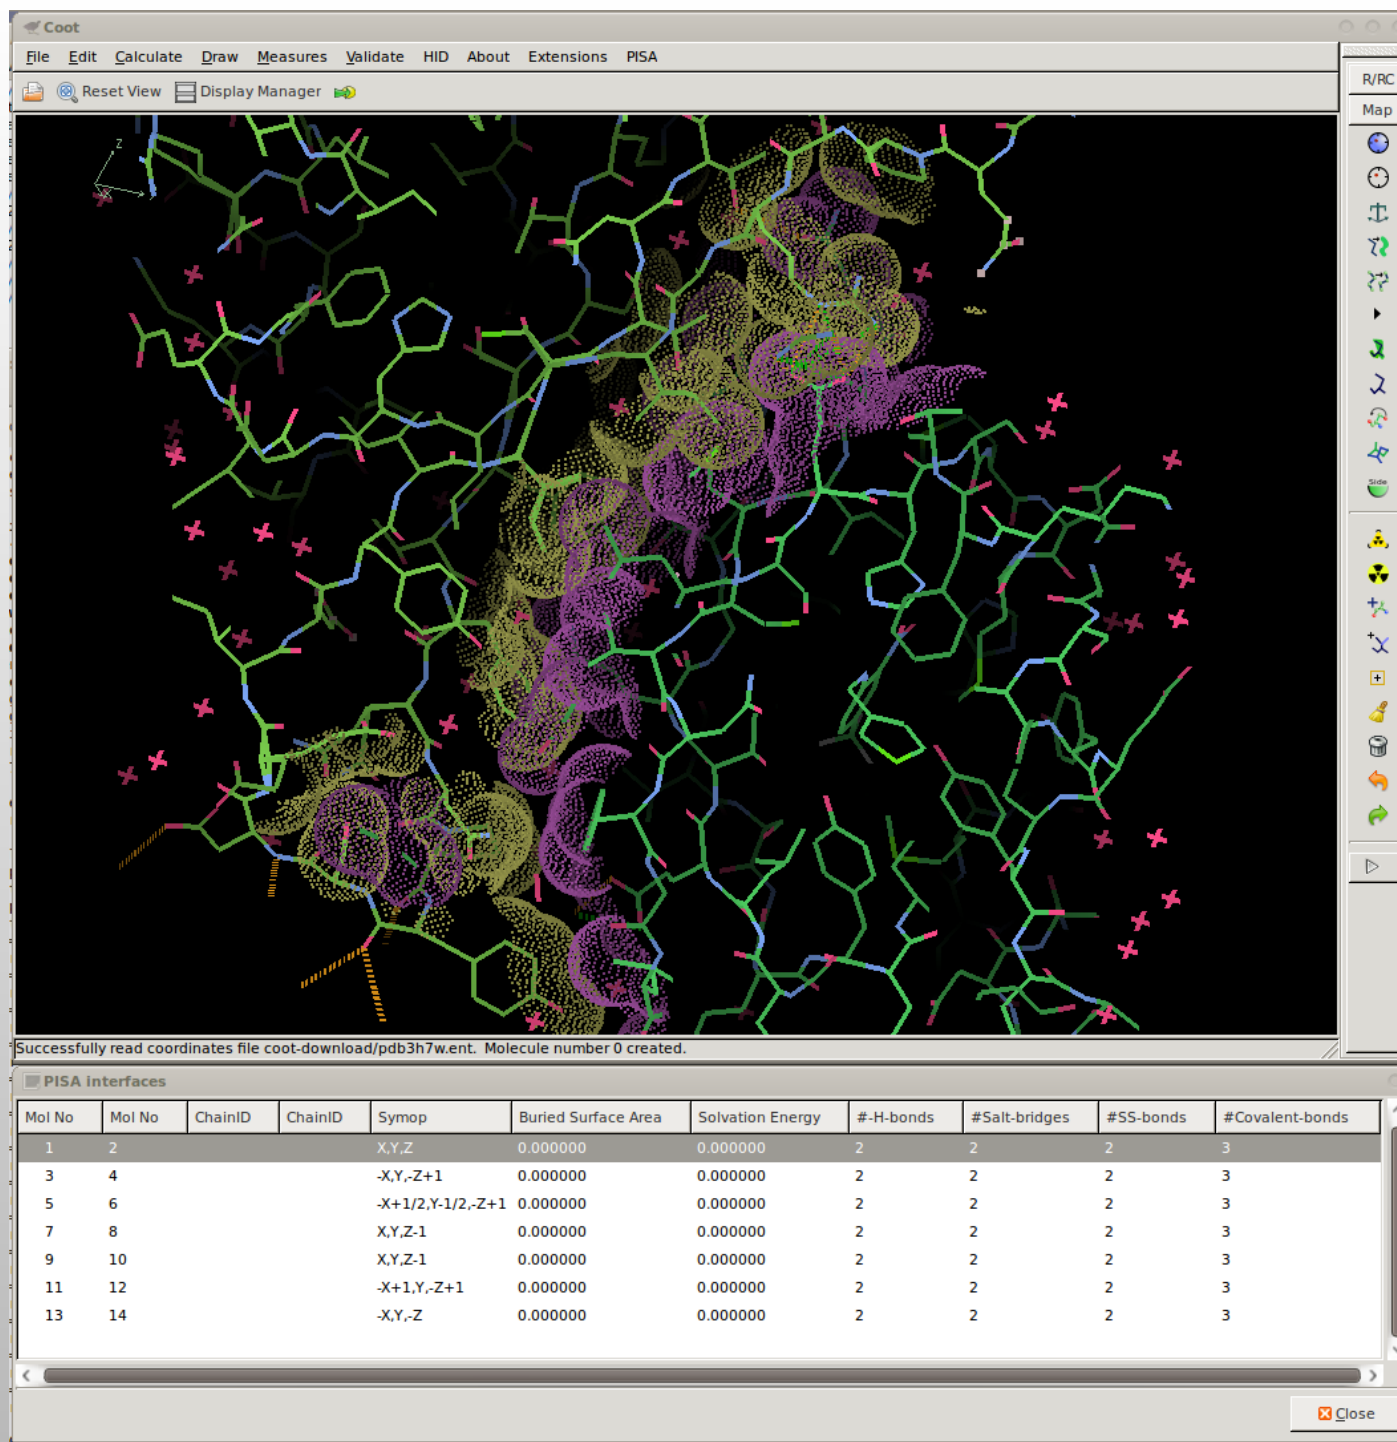 Coot
File Edit Calculate Draw Measures Validate HID About Extensions PISA
Reset View Display Manager
R/RC
Map
Z
Side
Successfully read coordinates file coot-download/pdb3h7w.ent. Molecule number 0 created.
PISA interfaces
Mol No Mol No ChainID ChainID Symop Buried Surface Area Solvation Energy #-H-bonds #Salt-bridges #SS-bonds #Covalent-bonds
1 2 X,Y,Z 0.000000 0.000000 2 2 2 3
3 4 -X,Y,-Z+1 0.000000 0.000000 2 2 2 3
5 6 -X+1/2,Y-1/2,-Z+1 0.000000 0.000000 2 2 2 3
7 8 X,Y,Z-1 0.000000 0.000000 2 2 2 3
9 10 X,Y,Z-1 0.000000 0.000000 2 2 2 3
11 12 -X+1,Y,-Z+1 0.000000 0.000000 2 2 2 3
13 14 -X,Y,-Z 0.000000 0.000000 2 2 2 3
Close